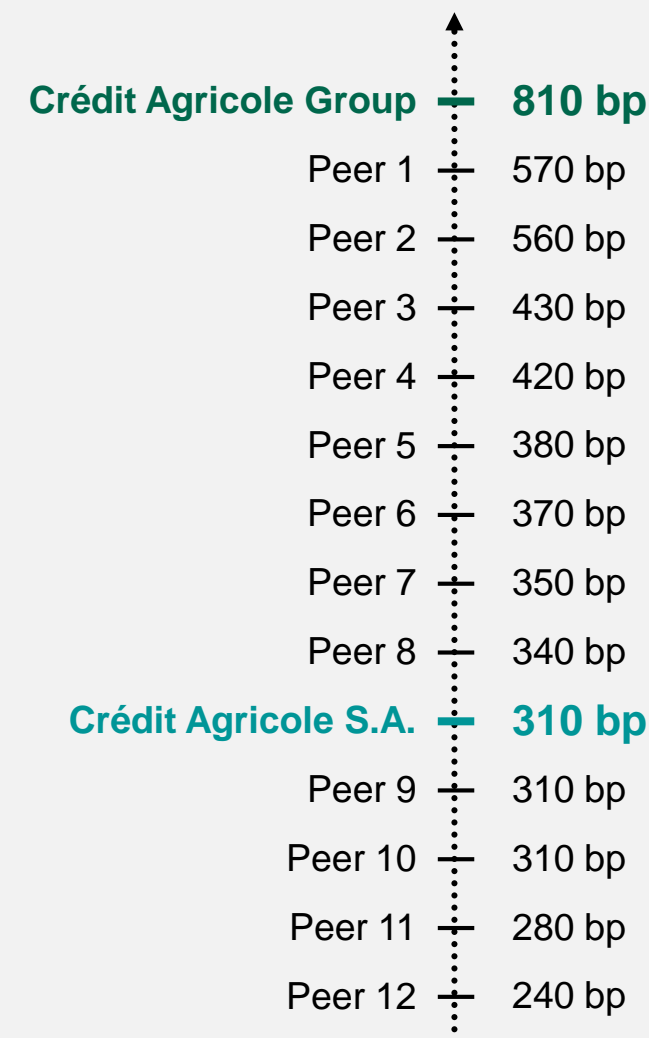 Crédit Agricole Group 810 bp
Peer 1 570 bp
Peer 2 560 bp
Peer 3 430 bp
Peer 4 420 bp
Peer 5 380 bp
Peer 6 370 bp
Peer 7 350 bp
Peer 8 340 bp
Crédit Agricole S.A. 310 bp
Peer 9 310 bp
Peer 10 310 bp
Peer 11 280 bp
Peer 12 240 bp